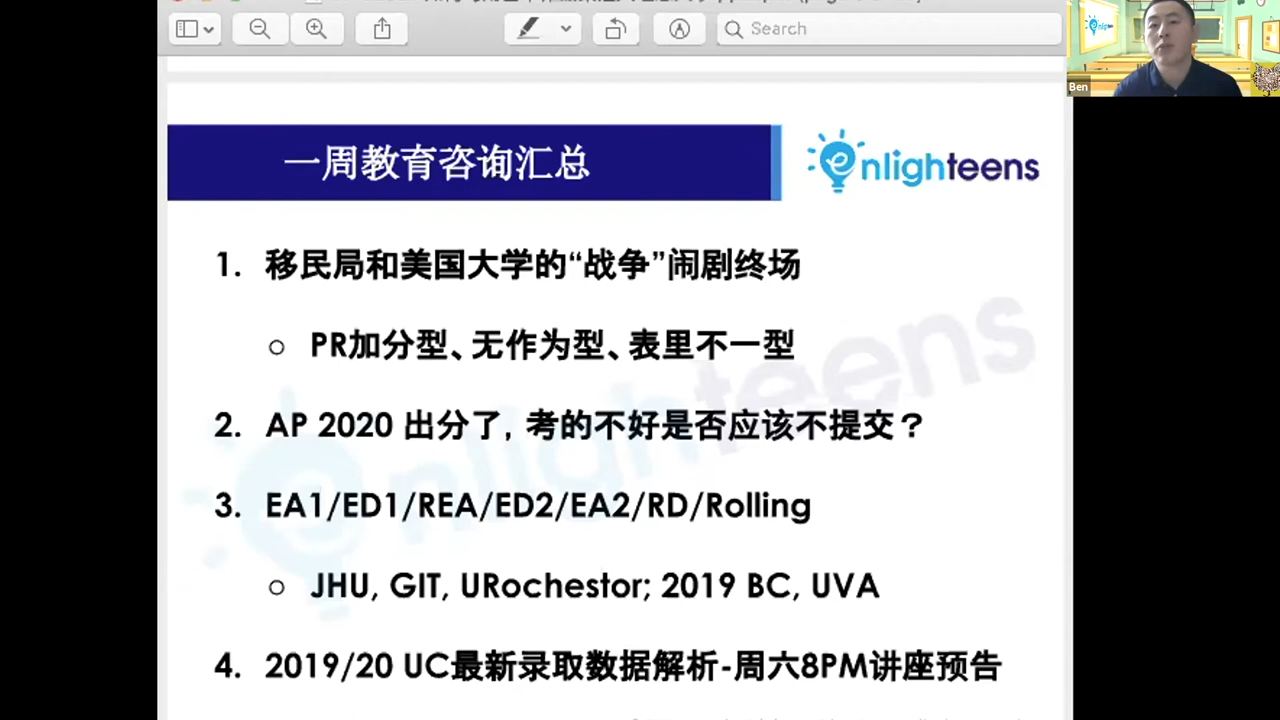 Search
Ben
一周教育咨询汇总
enlighteens
1. 移民局和美国大学的“战争”闹剧终场
○ PR加分型、无作为型、表里不一型
2. AP 2020 出分了，考的不好是否应该不提交？
3. EA1/ED1/REA/ED2/EA2/RD/Rolling
○ JHU, GIT, URochestor; 2019 BC, UVA
4. 2019/20 UC最新录取数据解析-周六8PM讲座预告